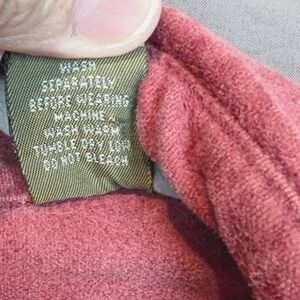 WASH
SEPARATELY
BEFORE WEARING
MACHINE
WASH WARM
TUMBLE DRY LOW
DO NOT BLEACH